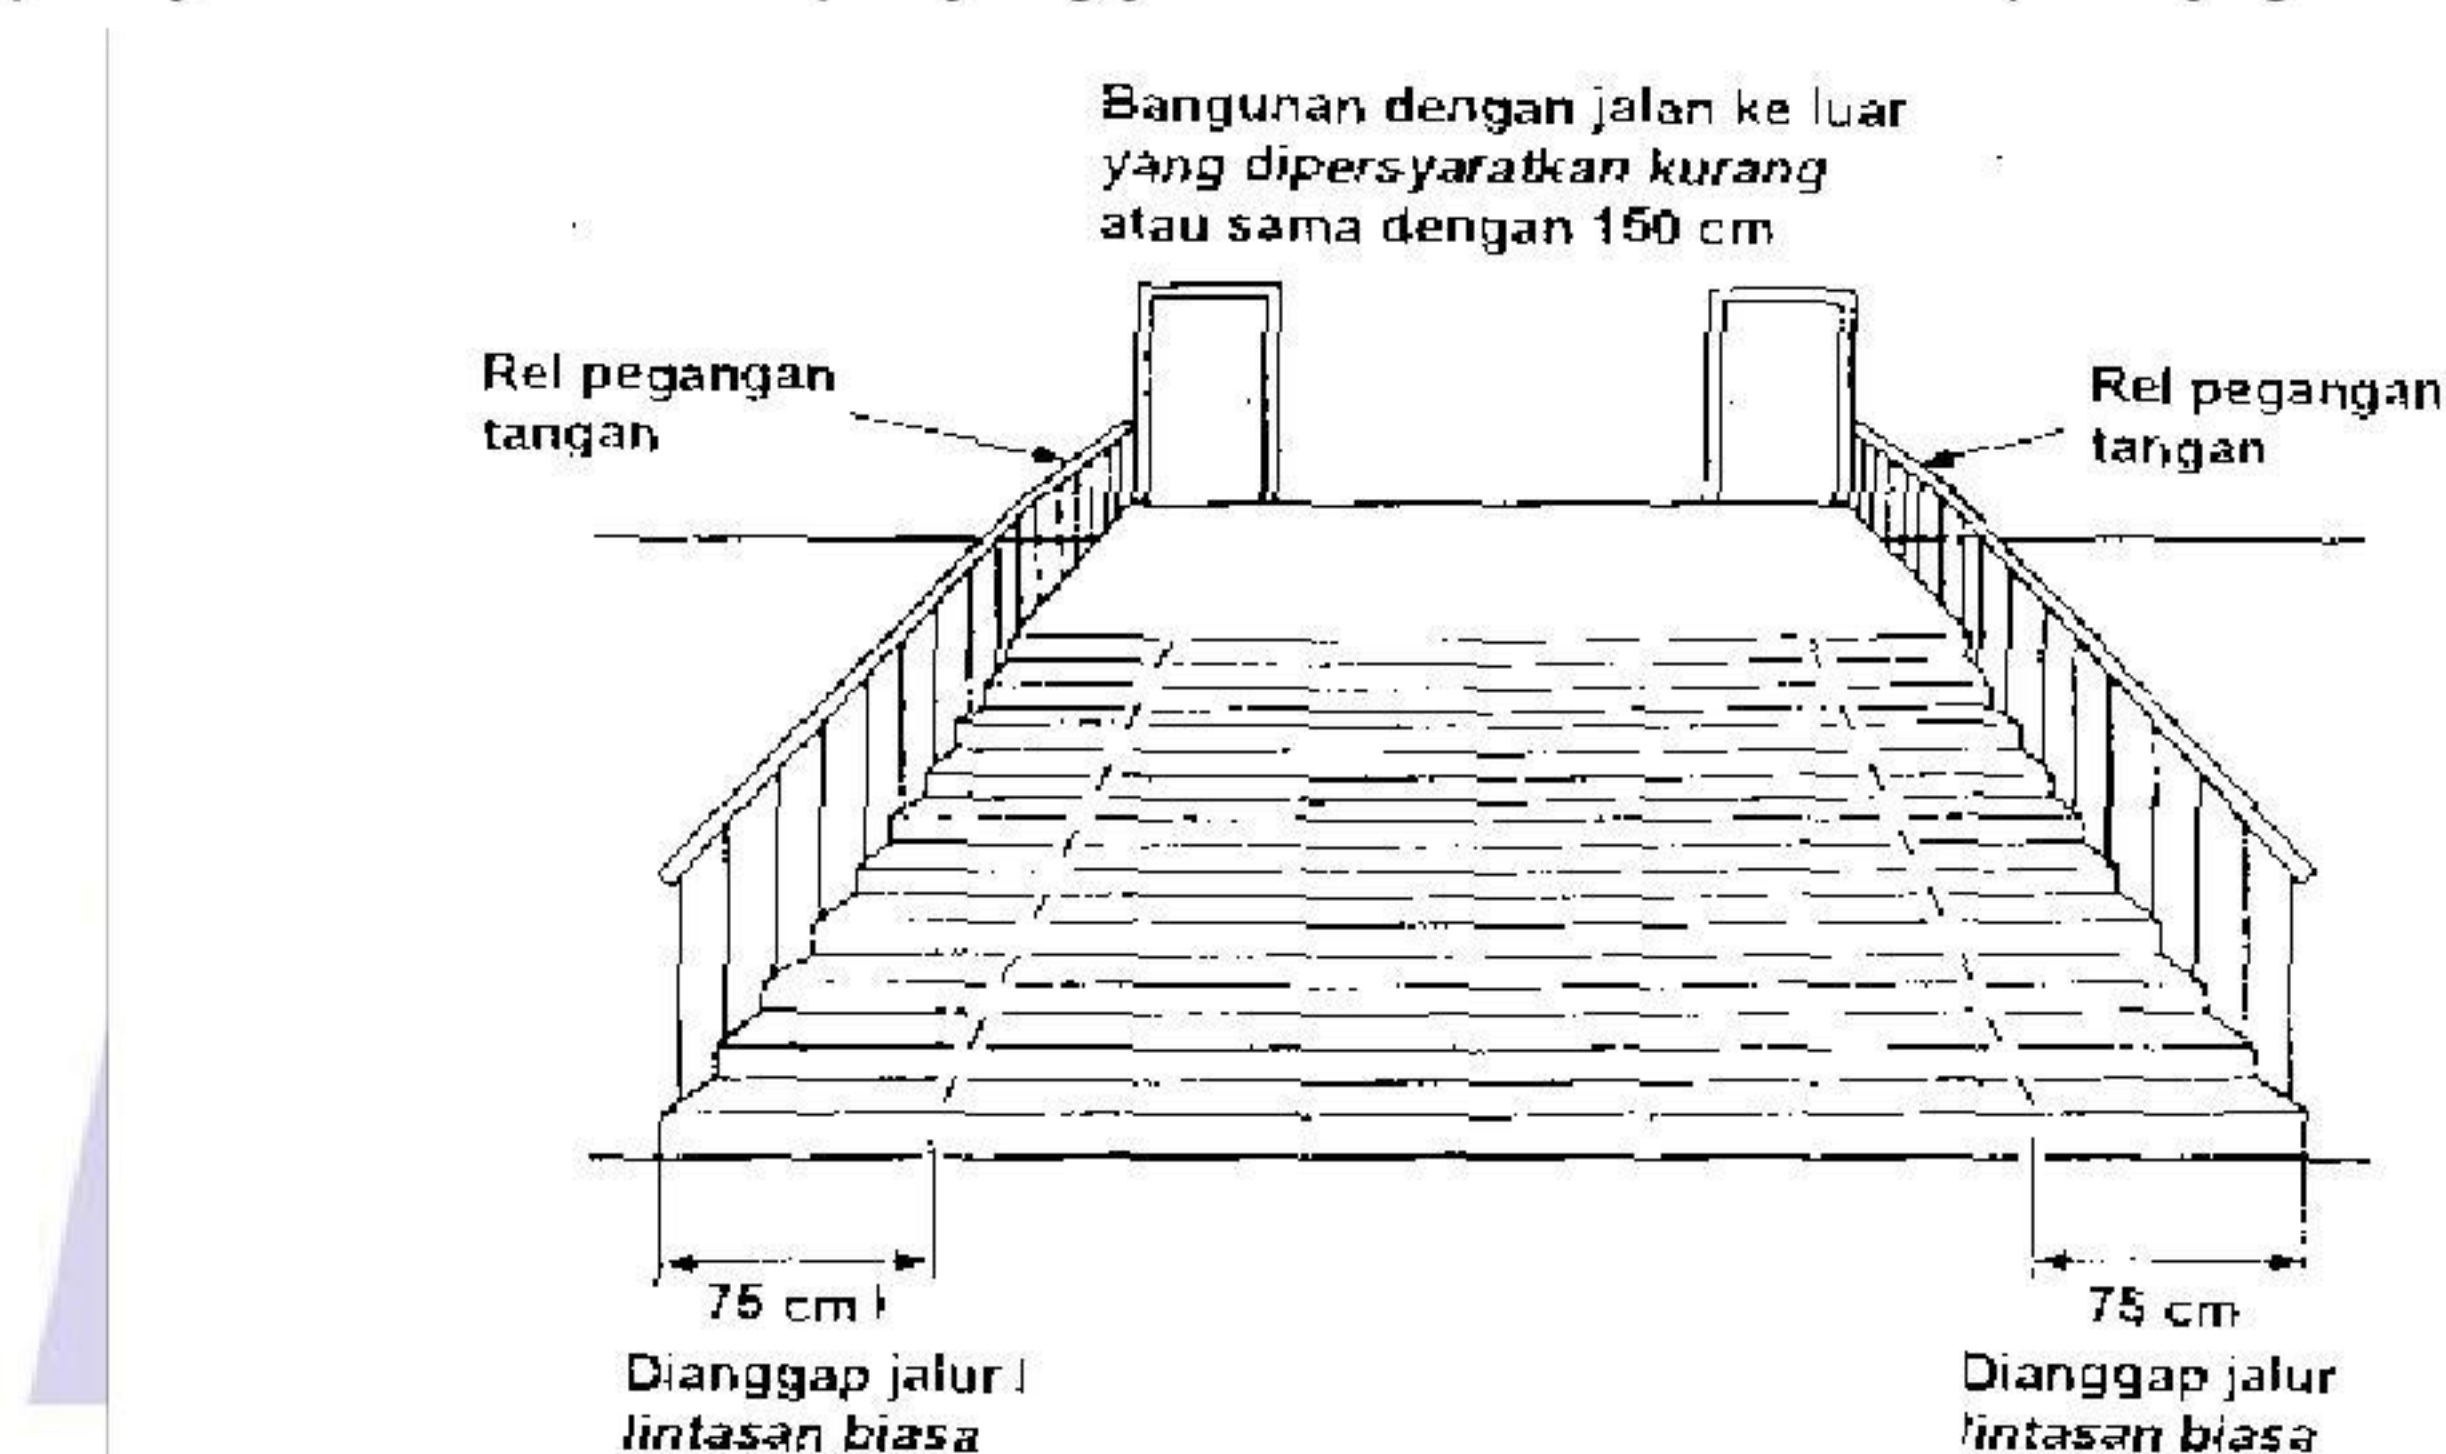 Bangunan dengan jalan ke luar
yang dipersyaratkan kurang
atau sama dengan 150 cm
Rel pegangan
tangan
Rel pegangan
tangan
75 cm
Dianggap jalur
lintasan biasa
75 cm
Dianggap jalur
lintasan biasa